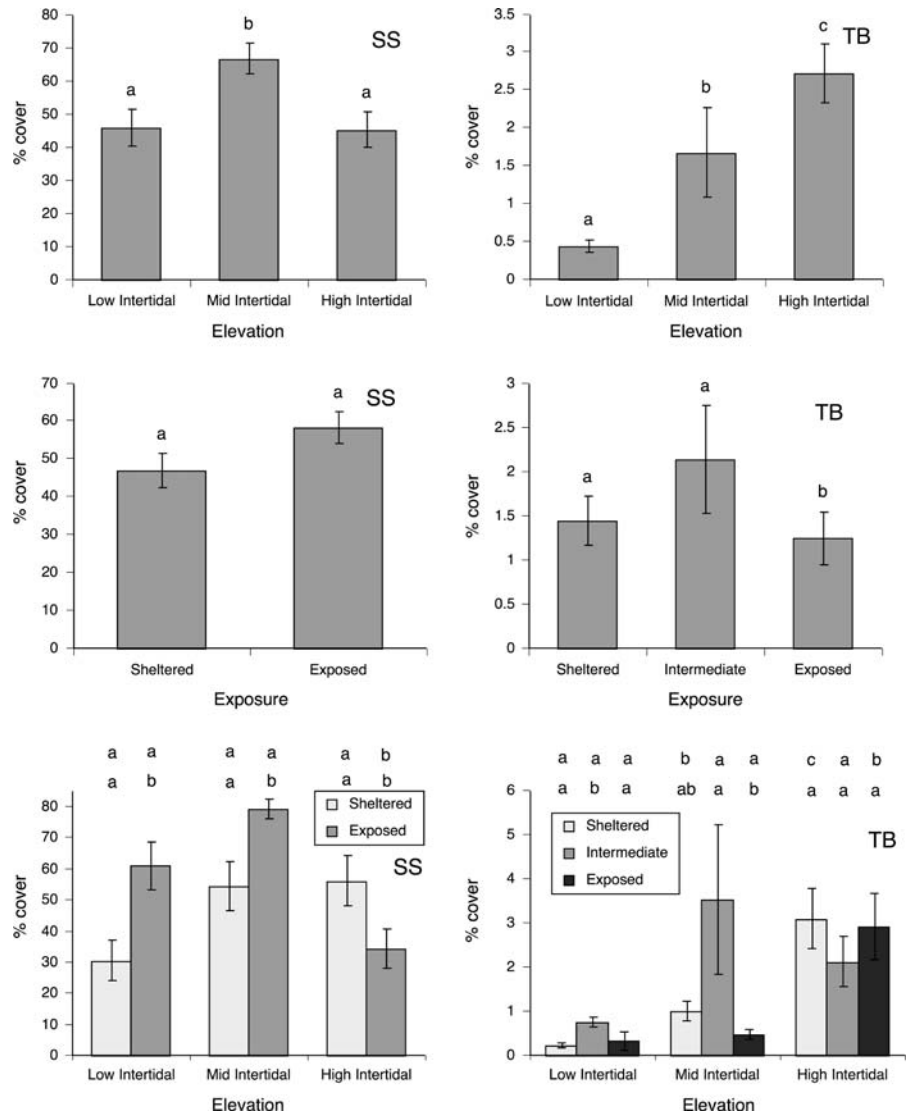 80
70
60
50
40
30
20
10
0
% cover
a
b
a
SS
Low Intertidal Mid Intertidal High Intertidal
Elevation
3.5
3
2.5
2
1.5
1
0.5
0
% cover
a
b
c
TB
Low Intertidal Mid Intertidal High Intertidal
Elevation
70
60
50
40
30
20
10
0
% cover
a
a
SS
Sheltered Exposed
Exposure
3
2.5
2
1.5
1
0.5
0
% cover
a
a
b
TB
Sheltered Intermediate Exposed
Exposure
a a a a a b
a b a b a b
80
70
60
50
40
30
20
10
0
% cover
Sheltered
Exposed
SS
Low Intertidal Mid Intertidal High Intertidal
Elevation
a a a b a a c a b
a b a ab a b a a a
6
5
4
3
2
1
0
% cover
Sheltered
Intermediate
Exposed
TB
Low Intertidal Mid Intertidal High Intertidal
Elevation